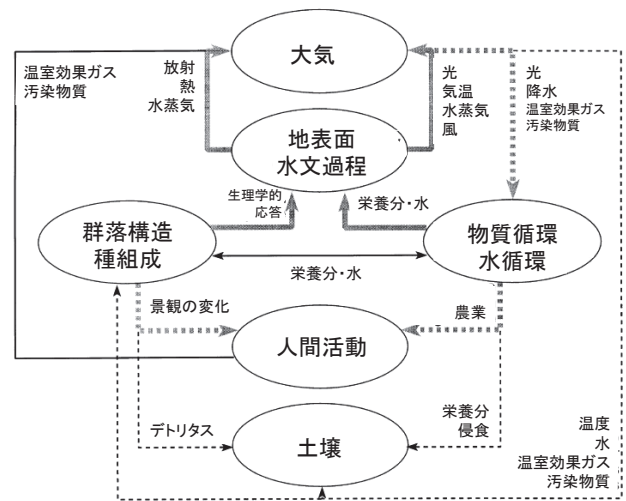 大気
温室効果ガス
汚染物質
放射
熱
水蒸気
光
気温
水蒸気
風
光
降水
温室効果ガス
汚染物質
地表面
水文過程
生理学的
応答
栄養分・水
群落構造
種組成
物質循環
水循環
栄養分・水
景観の変化
農業
人間活動
デトリタス
栄養分
侵食
土壌
温度
水
温室効果ガス
汚染物質